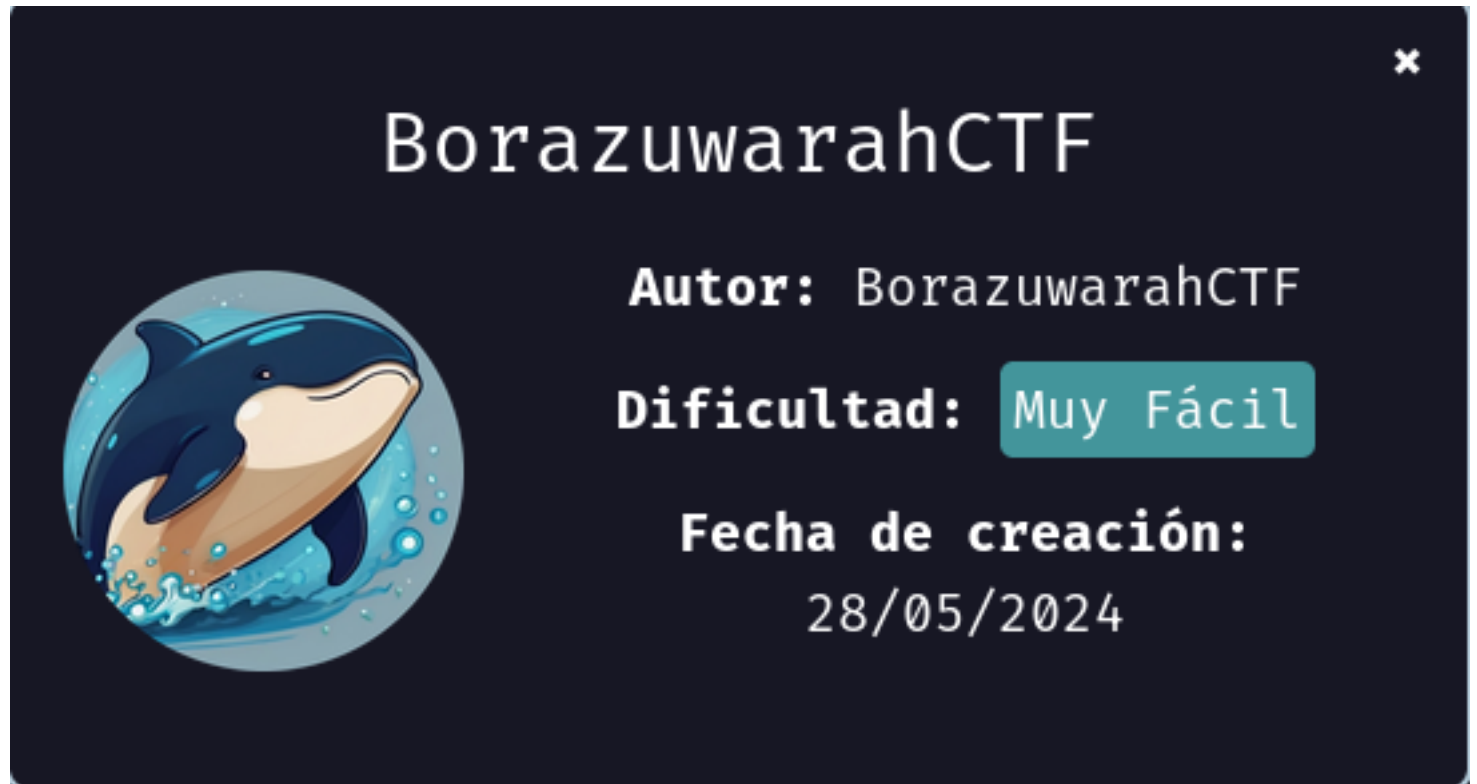 BorazuwarahCTF
Autor: BorazuwarahCTF
Dificultad: Muy Fácil
Fecha de creación:
28/05/2024